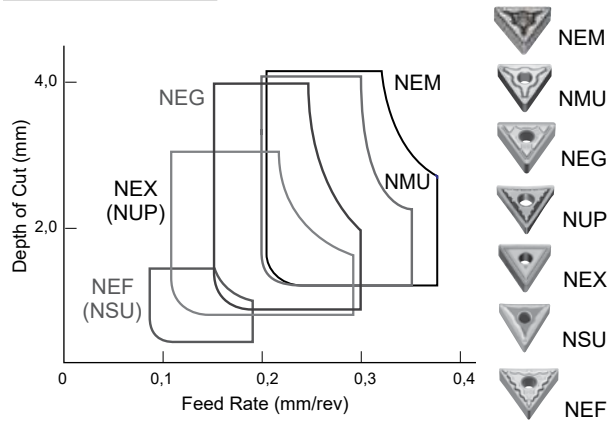 NEM
NMU
NEG
NUP
NEX
NSU
NEF
Depth of Cut (mm)
4,0
2,0
NEG
NEM
NMU
NEX
(NUP)
NEF
(NSU)
0
0,1
0,2
0,3
0,4
Feed Rate (mm/rev)